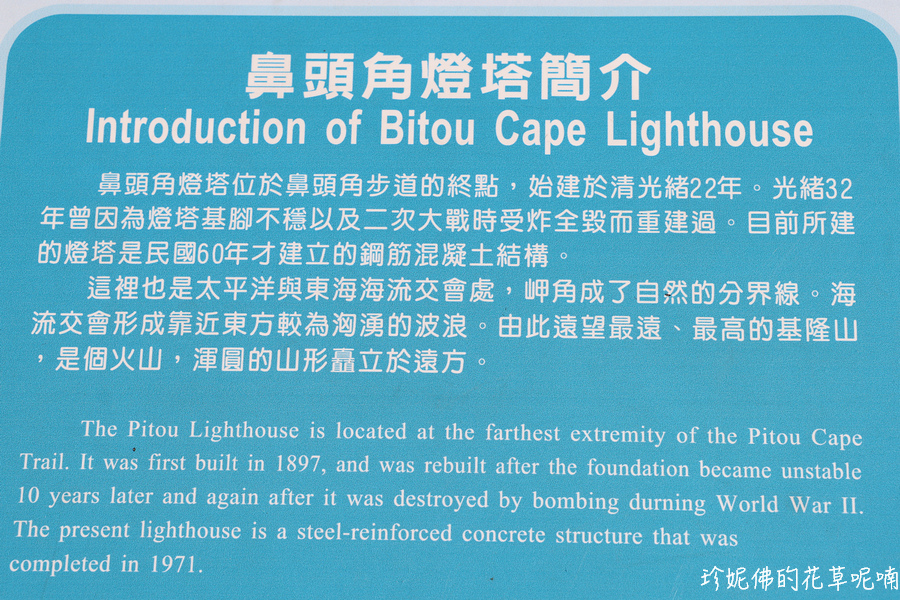 鼻頭角燈塔簡介
Introduction of Bitou Cape Lighthouse
鼻頭角燈塔位於鼻頭角步道的終點，始建於清光緒22年。光緒32
年曾因為燈塔基腳不穩以及二次大戰時受炸全毀而重建過。目前所建
的燈塔是民國60年才建立的鋼筋混凝土結構。
這裡也是太平洋與東海海流交會處，岬角成了自然的分界線。海
流交會形成靠近東方較為洶湧的波浪。由此遠望最遠、最高的基隆山
，是個火山，渾圓的山形矗立於遠方。
The Pitou Lighthouse is located at the farthest extremity of the Pitou Cape
Trail. It was first built in 1897, and was rebuilt after the foundation became unstable
10 years later and again after it was destroyed by bombing durning World War II.
The present lighthouse is a steel-reinforced concrete structure that was
completed in 1971.
珍妮佛的花草呢喃